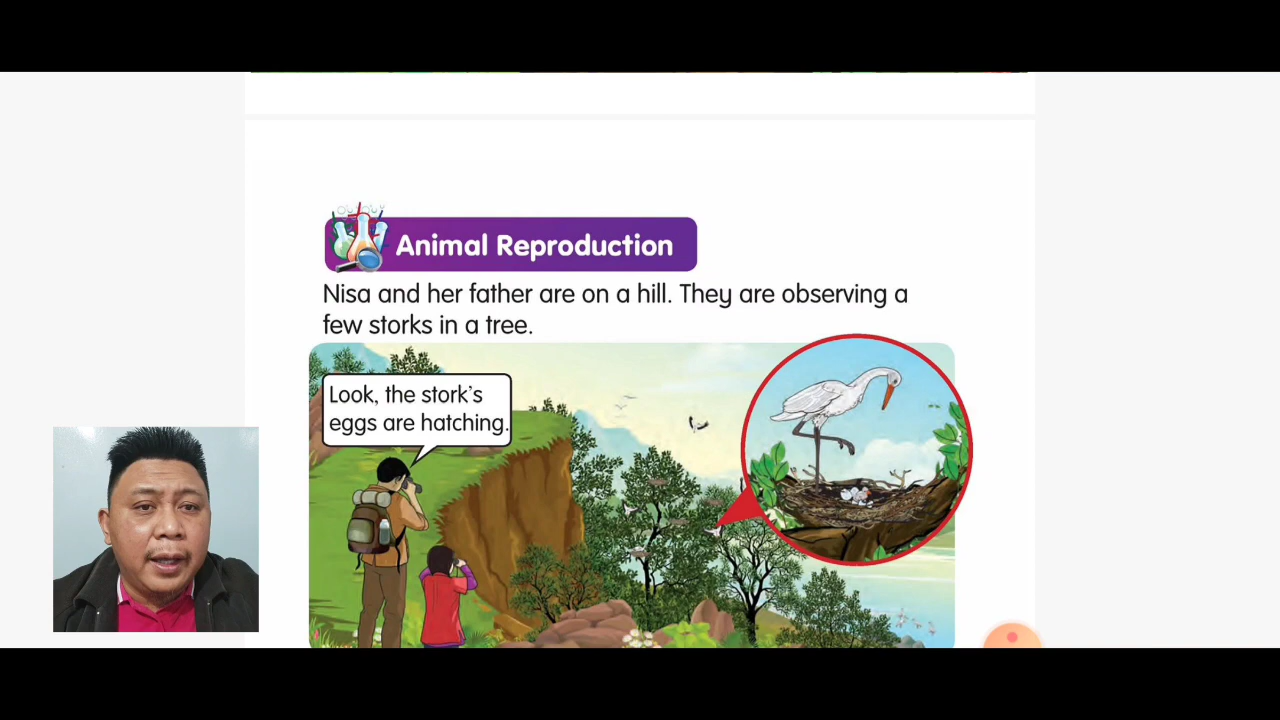 Animal Reproduction
Nisa and her father are on a hill. They are observing a
few storks in a tree.
Look, the stork's
eggs are hatching.